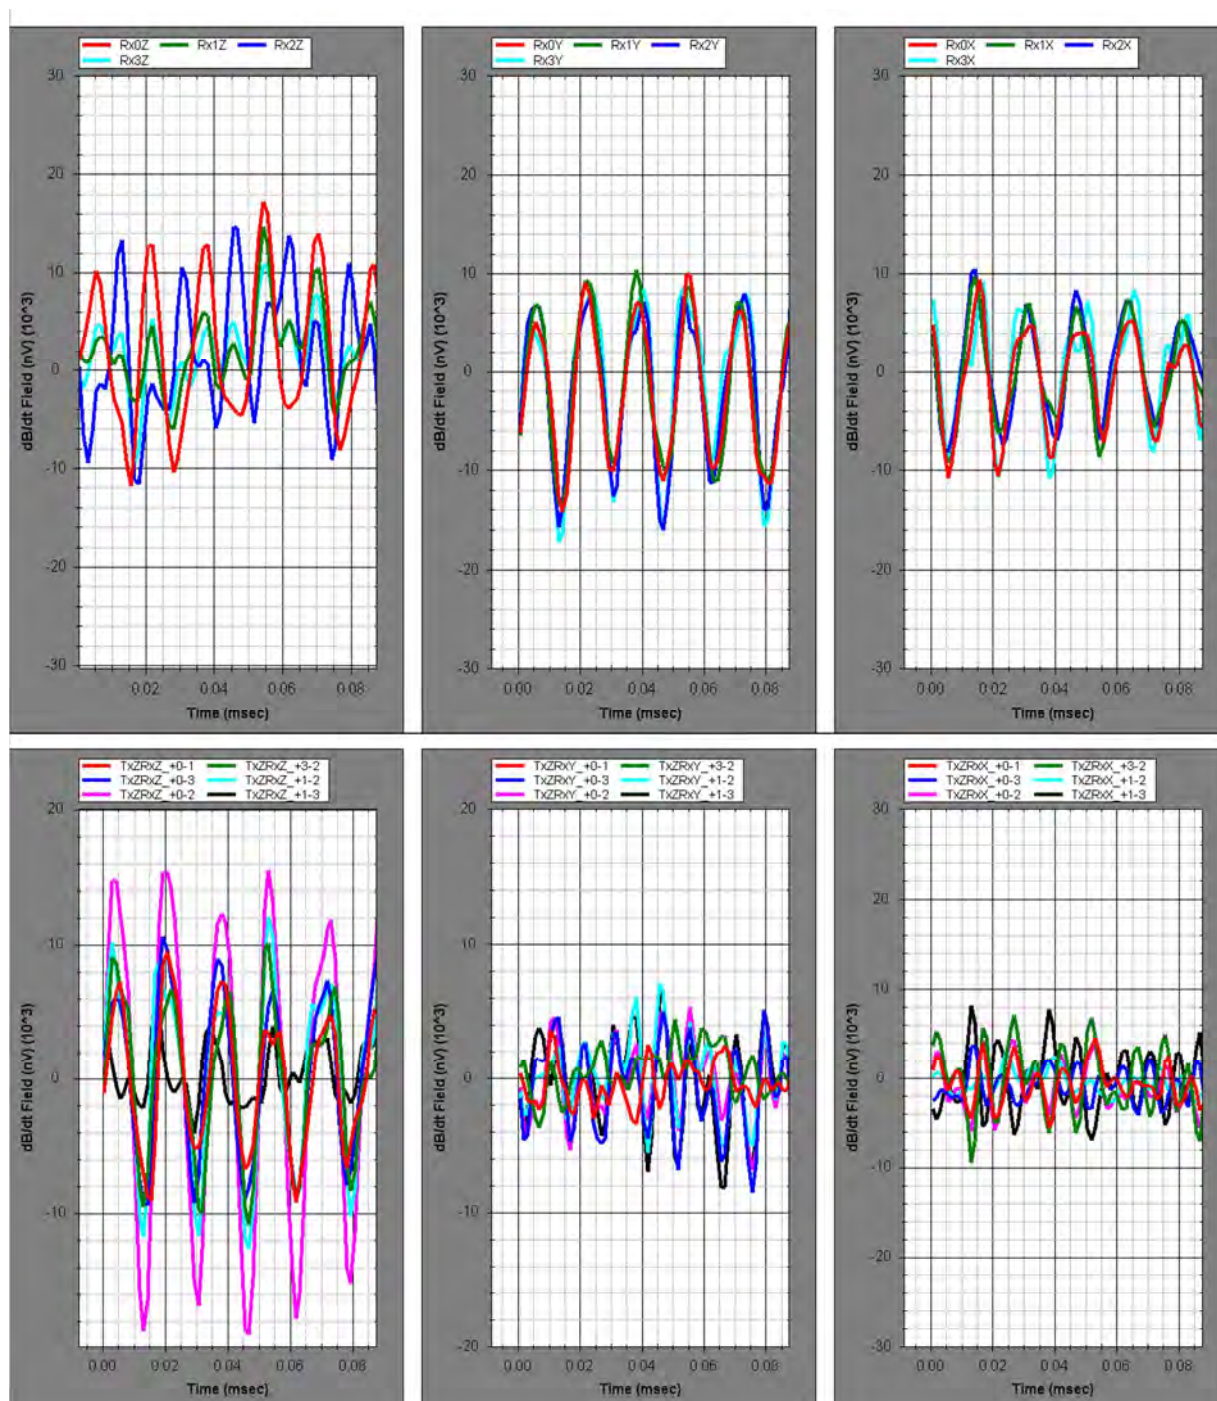 Rx0Z Rx1Z Rx2Z
Rx3Z
30
20
10
0
-10
-20
-30
dB/dt Field (nV) (10^3)
0.02 0.04 0.06 0.08
Time (msec)
Rx0Y Rx1Y Rx2Y
Rx3Y
30
20
10
0
-10
-20
-30
dB/dt Field (nV) (10^3)
0.00 0.02 0.04 0.06 0.08
Time (msec)
Rx0X Rx1X Rx2X
Rx3X
30
20
10
0
-10
-20
-30
dB/dt Field (nV) (10^3)
0.00 0.02 0.04 0.06 0.08
Time (msec)
TxZRxZ_+0-1 TxZRxZ_+3-2
TxZRxZ_+0-3 TxZRxZ_+1-2
TxZRxZ_+0-2 TxZRxZ_+1-3
20
10
0
-10
dB/dt Field (nV) (10^3)
0.00 0.02 0.04 0.06 0.08
Time (msec)
TxZRxY_+0-1 TxZRxY_+3-2
TxZRxY_+0-3 TxZRxY_+1-2
TxZRxY_+0-2 TxZRxY_+1-3
20
10
0
-10
-20
dB/dt Field (nV) (10^3)
0.00 0.02 0.04 0.06 0.08
Time (msec)
TxZRxX_+0-1 TxZRxX_+3-2
TxZRxX_+0-3 TxZRxX_+1-2
TxZRxX_+0-2 TxZRxX_+1-3
30
20
10
0
-10
-20
-30
dB/dt Field (nV) (10^3)
0.00 0.02 0.04 0.06 0.08
Time (msec)